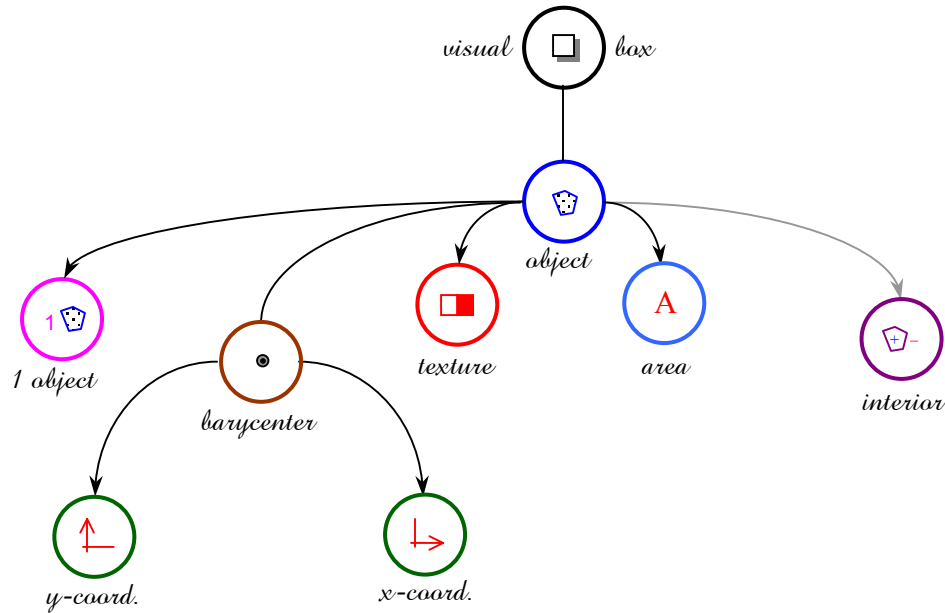 visual box
object
1
1 object
barycenter
texture
A
area
+ −
interior
y-coord.
x-coord.